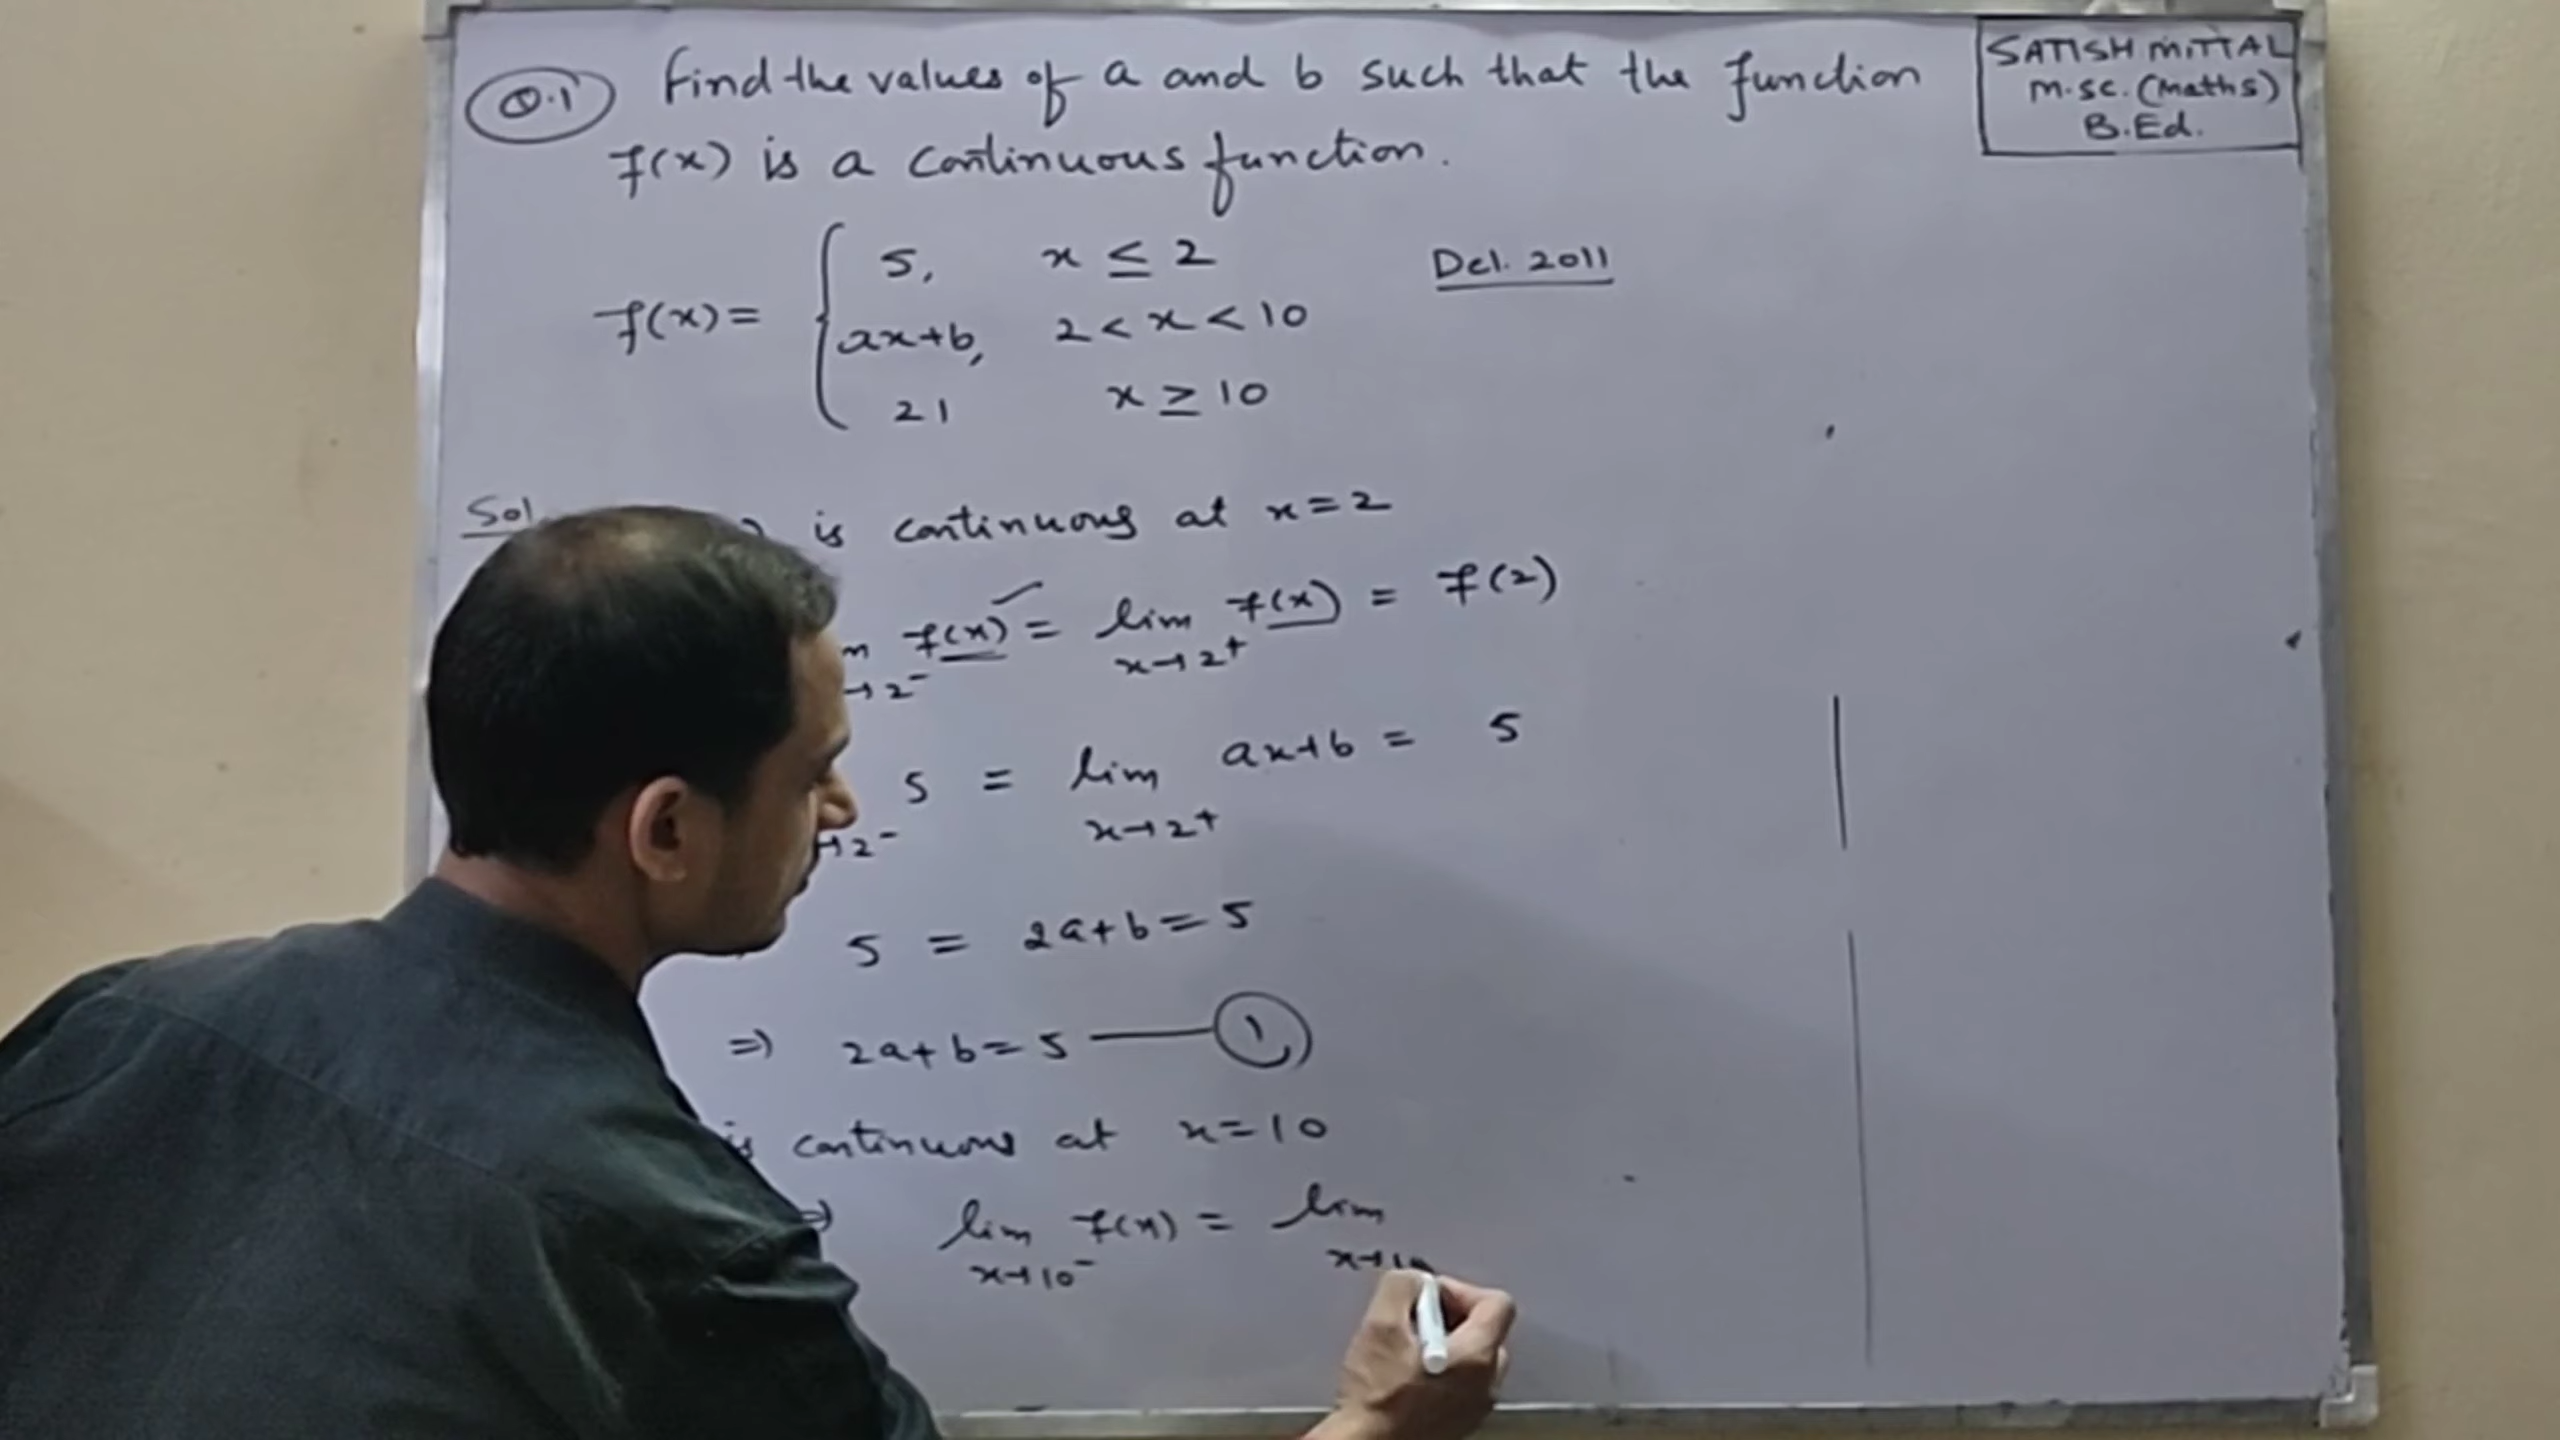 Q.1 Find the values of a and b such that the function
f(x) is a continuous function.
SATISH MITTAL
M.SC. (Maths)
B.Ed.
f(x) = { 5, x ≤ 2
ax+b, 2 < x < 10
21 x ≥ 10
Del. 2011
Sol
is continuous at x = 2
f(x) = lim x→2+ f(x) = f(2)
→2-
5 = lim x→2+ ax+b = 5
→2-
5 = 2a+b = 5
⇒ 2a+b = 5 — 1
is continuous at x = 10
⇒ lim x→10- f(x) = lim x→10